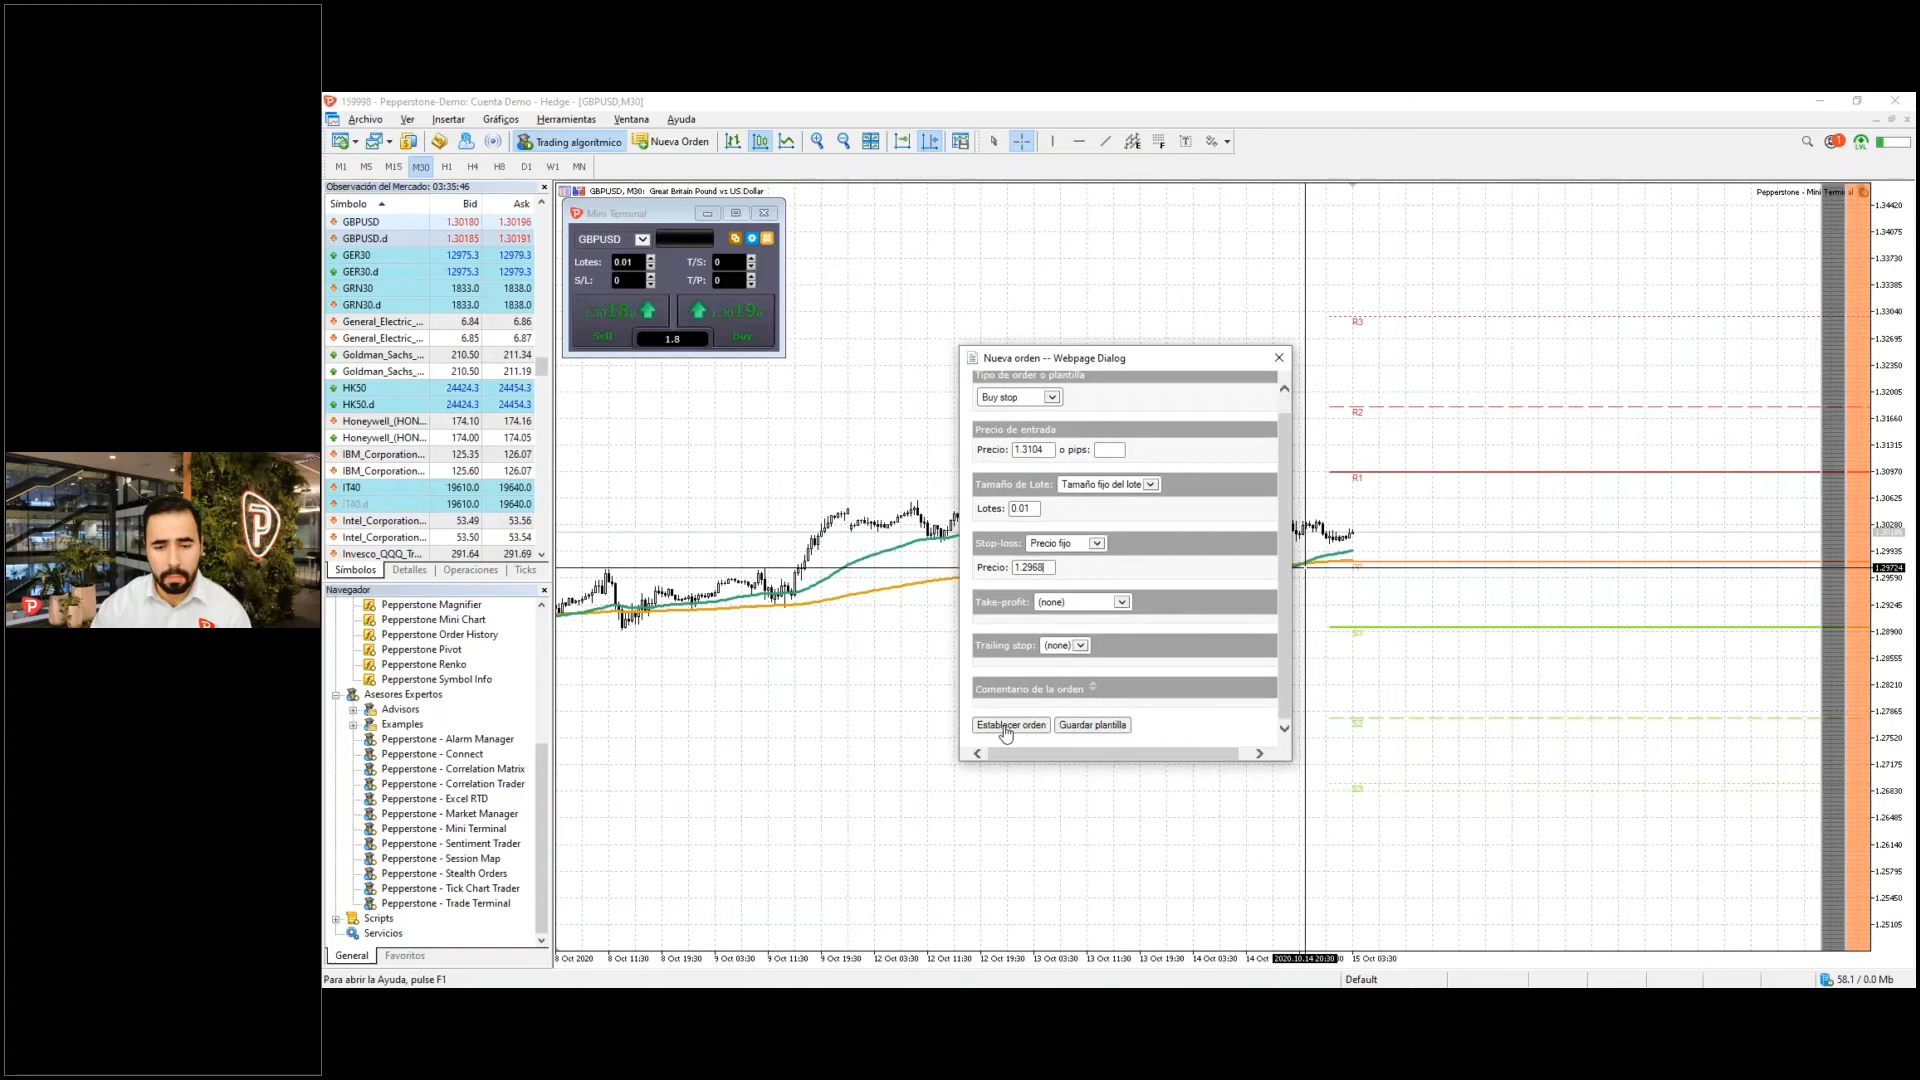 159998 - Pepperstone-Demo: Cuenta Demo - Hedge - [GBPUSD,M30]
Archivo Ver Insertar Gráficos Herramientas Ventana Ayuda
Trading algorítmico Nueva Orden
1
LVL
M1 M5 M15 M30 H1 H4 H8 D1 W1 MN
Observación del Mercado: 03:35:46
Símbolo Bid Ask
GBPUSD 1.30180 1.30196
GBPUSD.d 1.30185 1.30191
GER30 12975.3 12979.3
GER30.d 12975.3 12979.3
GRN30 1833.0 1838.0
GRN30.d 1833.0 1838.0
General_Electric_... 6.84 6.86
General_Electric_... 6.85 6.87
Goldman_Sachs_... 210.50 211.34
Goldman_Sachs_... 210.50 211.19
HK50 24424.3 24454.3
HK50.d 24424.3 24454.3
Honeywell_(HON... 174.10 174.16
Honeywell_(HON... 174.00 174.05
IBM_Corporation... 125.35 126.07
IBM_Corporation... 125.60 126.07
IT40 19610.0 19640.0
IT40.d 19610.0 19640.0
Intel_Corporation... 53.49 53.56
Intel_Corporation... 53.50 53.54
Invesco_QQQ_Tr... 291.64 291.69
Símbolos Detalles Operaciones Ticks
Navegador
Pepperstone Magnifier
Pepperstone Mini Chart
Pepperstone Order History
Pepperstone Pivot
Pepperstone Renko
Pepperstone Symbol Info
Asesores Expertos
Advisors
Examples
Pepperstone - Alarm Manager
Pepperstone - Connect
Pepperstone - Correlation Matrix
Pepperstone - Correlation Trader
Pepperstone - Excel RTD
Pepperstone - Market Manager
Pepperstone - Mini Terminal
Pepperstone - Sentiment Trader
Pepperstone - Session Map
Pepperstone - Stealth Orders
Pepperstone - Tick Chart Trader
Pepperstone - Trade Terminal
Scripts
Servicios
General Favoritos
Para abrir la Ayuda, pulse F1
GBPUSD, M30: Great Britain Pound vs US Dollar
Pepperstone - Mini Terminal
Mini Terminal
GBPUSD
Lotes: 0.01 T/S: 0
S/L: 0 T/P: 0
1.30180 1.30196
Sell 1.8 Buy
Nueva orden -- Webpage Dialog
Tipo de order o plantilla
Buy stop
Precio de entrada
Precio: 1.3104 o pips:
Tamaño de Lote: Tamaño fijo del lote
Lotes: 0.01
Stop-loss: Precio fijo
Precio: 1.2968
Take-profit: (none)
Trailing stop: (none)
Comentario de la orden
Establecer orden Guardar plantilla
R3
R2
R1
S1
S2
S3
1.34420
1.34075
1.33730
1.33385
1.33040
1.32695
1.32350
1.32005
1.31660
1.31315
1.30970
1.30625
1.30280
1.29935
1.29724
1.29590
1.29245
1.28900
1.28555
1.28210
1.27865
1.27520
1.27175
1.26830
1.26485
1.26140
1.25795
1.25450
1.25105
8 Oct 2020 8 Oct 11:30 8 Oct 19:30 9 Oct 03:30 9 Oct 11:30 9 Oct 19:30 12 Oct 03:30 12 Oct 11:30 12 Oct 19:30 13 Oct 03:30 13 Oct 11:30 13 Oct 19:30 14 Oct 03:30 14 Oct 2020.10.14 20:30 15 Oct 03:30
Default
58.1 / 0.0 Mb